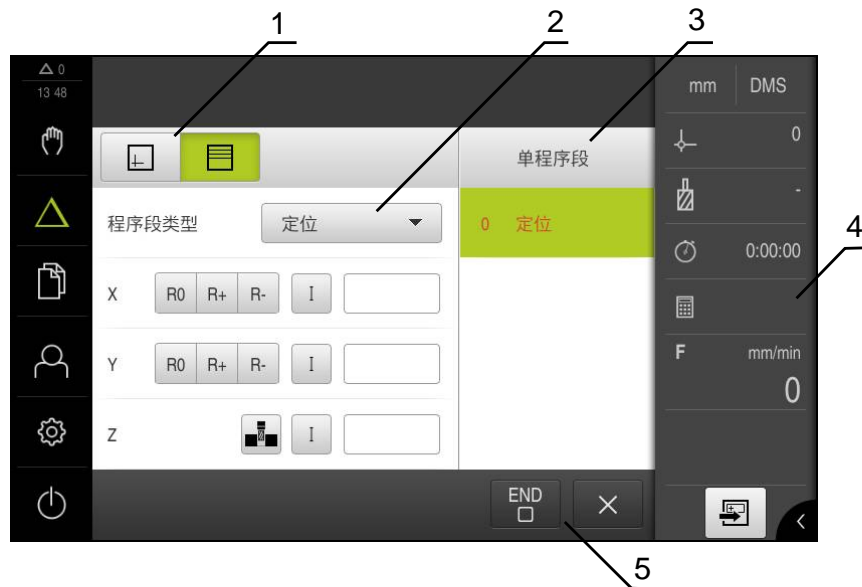 1
2
3
0
13 48
mm DMS
0
单程序段
-
程序段类型 定位
0 定位
4
0:00:00
X R0 R+ R- I
F mm/min
Y R0 R+ R- I
0
Z I
END
5